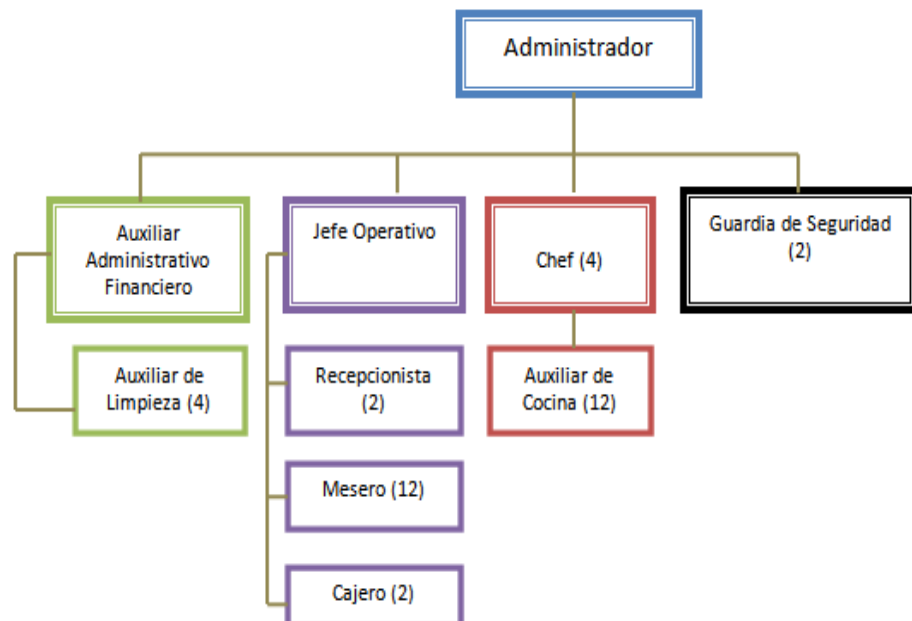 Administrador
Auxiliar
Administrativo
Financiero
Jefe Operativo
Chef (4)
Guardia de Seguridad
(2)
Auxiliar de
Limpieza (4)
Recepcionista
(2)
Auxiliar de
Cocina (12)
Mesero (12)
Cajero (2)